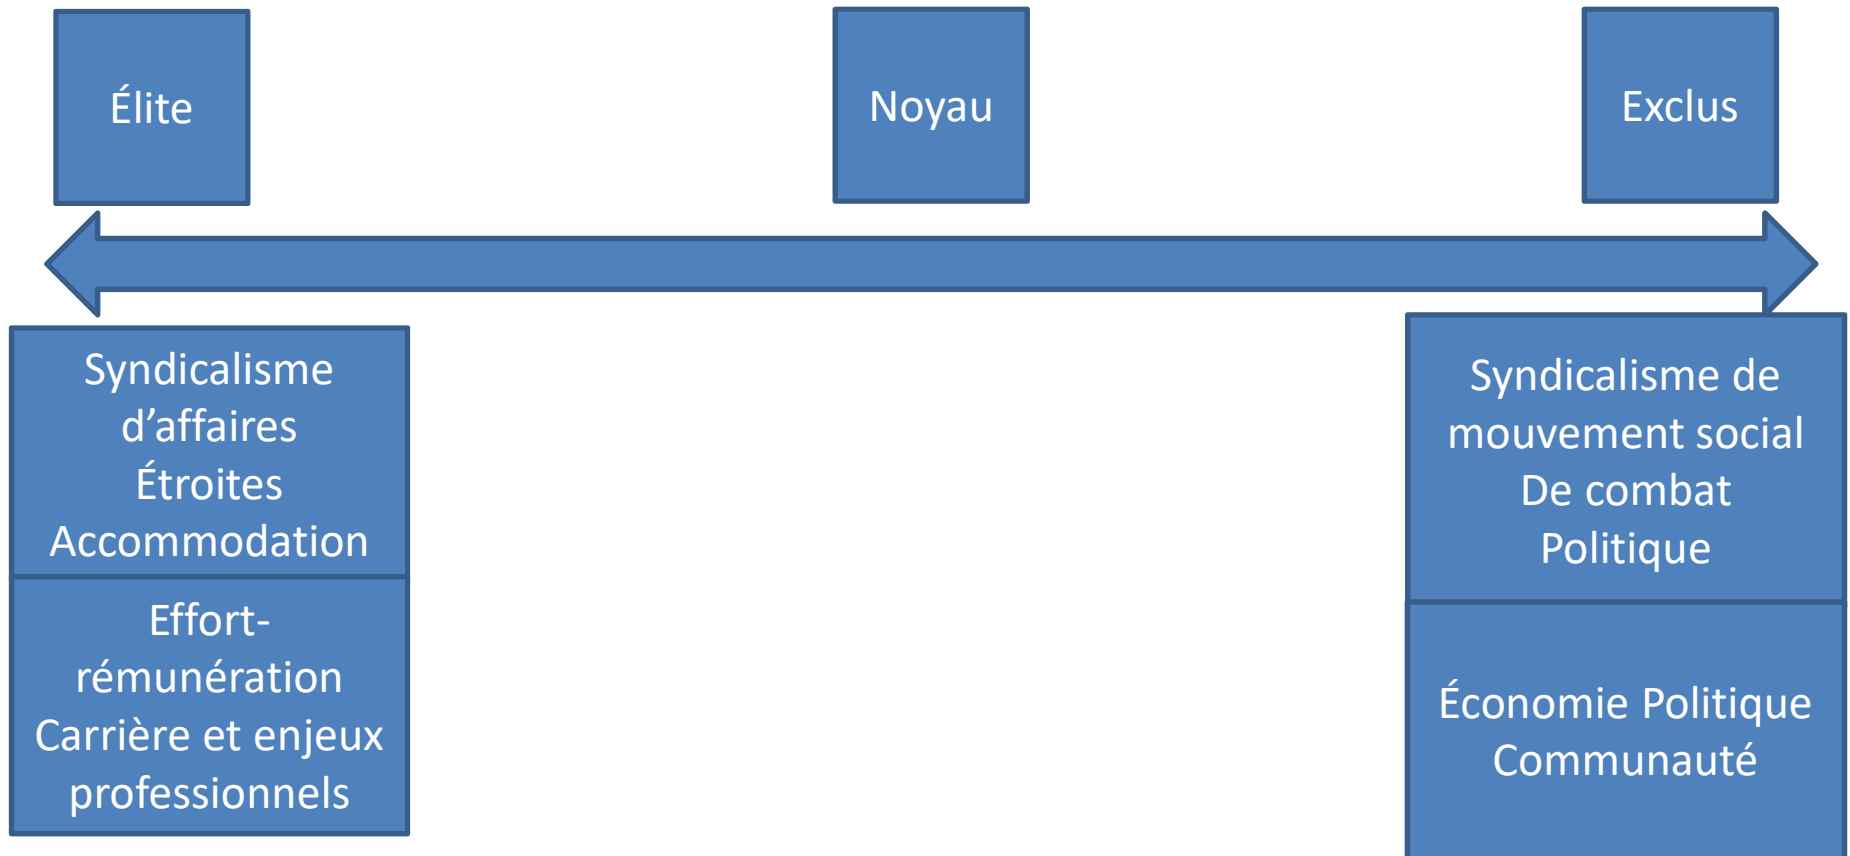 Élite
Noyau
Exclus
Syndicalisme
d’affaires
Étroites
Accommodation
Effort-
rémunération
Carrière et enjeux
professionnels
Syndicalisme de
mouvement social
De combat
Politique
Économie Politique
Communauté